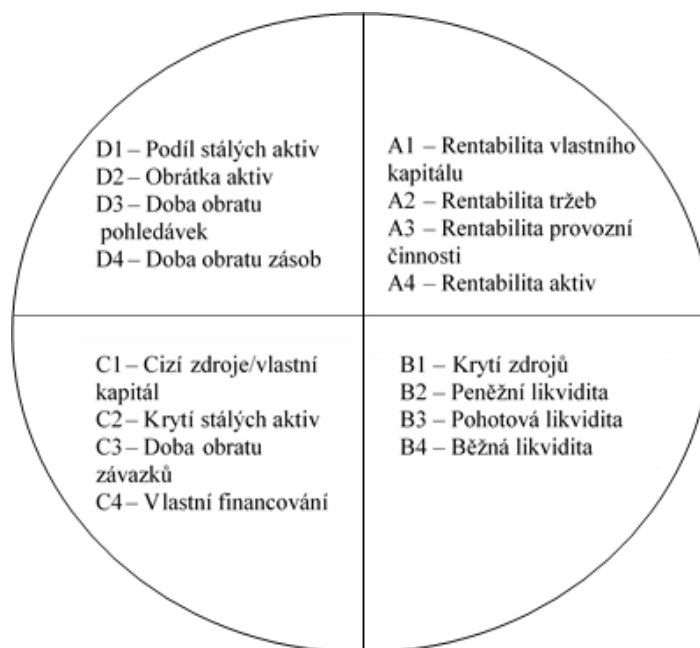 D1 – Podíl stálých aktiv
D2 – Obrátka aktiv
D3 – Doba obratu
pohledávek
D4 – Doba obratu zásob
A1 – Rentabilita vlastního
kapitálu
A2 – Rentabilita tržeb
A3 – Rentabilita provozní
činnosti
A4 – Rentabilita aktiv
C1 – Cizí zdroje/vlastní
kapitál
C2 – Krytí stálých aktiv
C3 – Doba obratu
závazků
C4 – Vlastní financování
B1 – Krytí zdrojů
B2 – Peněžní likvidita
B3 – Pohotová likvidita
B4 – Běžná likvidita